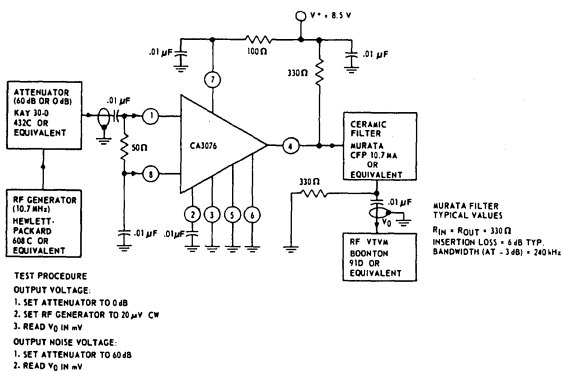 V+ = 8.5 V
.01 µF
100Ω
.01 µF
330Ω
7
ATTENUATOR
(60 dB OR 0 dB)
KAY 30-0
432C OR
EQUIVALENT
.01 µF
1
50Ω
8
CA3076
4
CERAMIC
FILTER
MURATA
CFP 10.7 MA
OR
EQUIVALENT
330Ω
2
3
5
6
.01 µF
.01 µF
.01 µF
V0
RF GENERATOR
(10.7 MHz)
HEWLETT-
PACKARD
608 C OR
EQUIVALENT
RF VTVM
BOONTON
91D OR
EQUIVALENT
MURATA FILTER
TYPICAL VALUES
RIN = ROUT = 330 Ω
INSERTION LOSS = 6 dB TYP.
BANDWIDTH (AT - 3 dB) = 240 kHz
TEST PROCEDURE
OUTPUT VOLTAGE:
1. SET ATTENUATOR TO 0 dB
2. SET RF GENERATOR TO 20 µV CW
3. READ V0 IN mV
OUTPUT NOISE VOLTAGE:
1. SET ATTENUATOR TO 60 dB
2. READ V0 IN mV